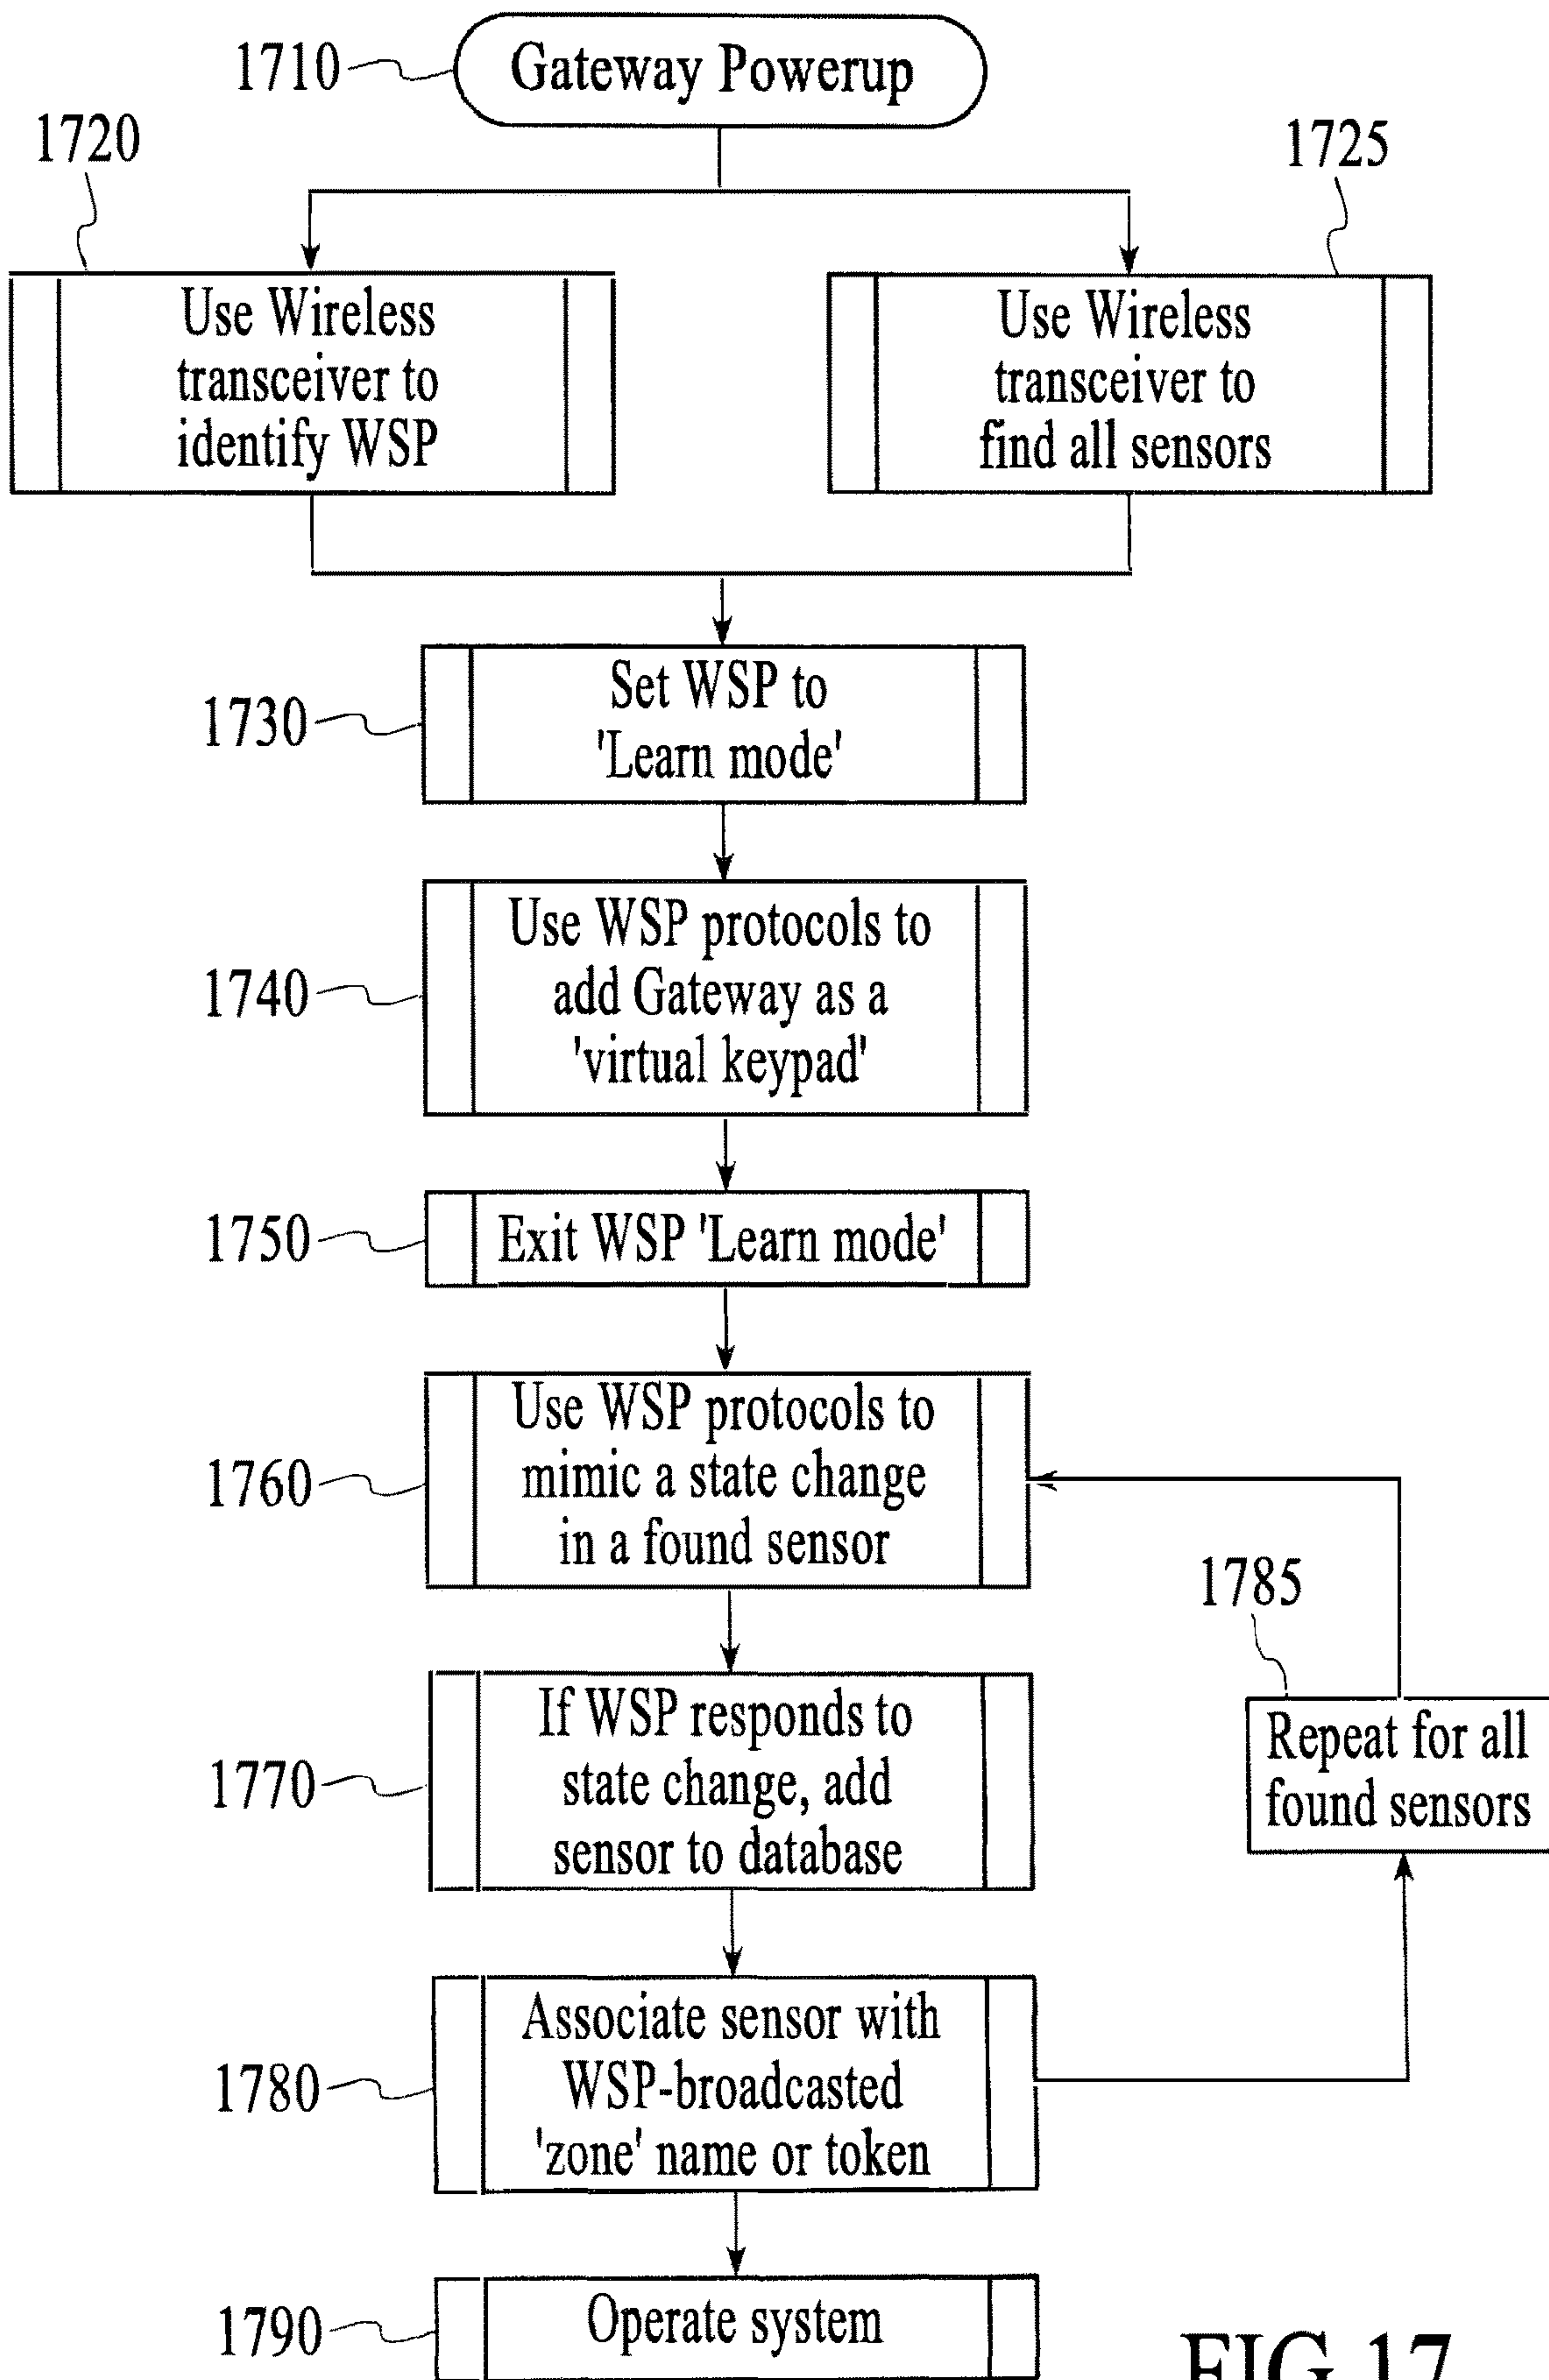 1710
Gateway Powerup
1720
1725
Use Wireless
transceiver to
identify WSP
Use Wireless
transceiver to
find all sensors
1730
Set WSP to
'Learn mode'
1740
Use WSP protocols to
add Gateway as a
'virtual keypad'
1750
Exit WSP 'Learn mode'
1760
Use WSP protocols to
mimic a state change
in a found sensor
1785
Repeat for all
found sensors
1770
If WSP responds to
state change, add
sensor to database
1780
Associate sensor with
WSP-broadcasted
'zone' name or token
1790
Operate system
FIG.17